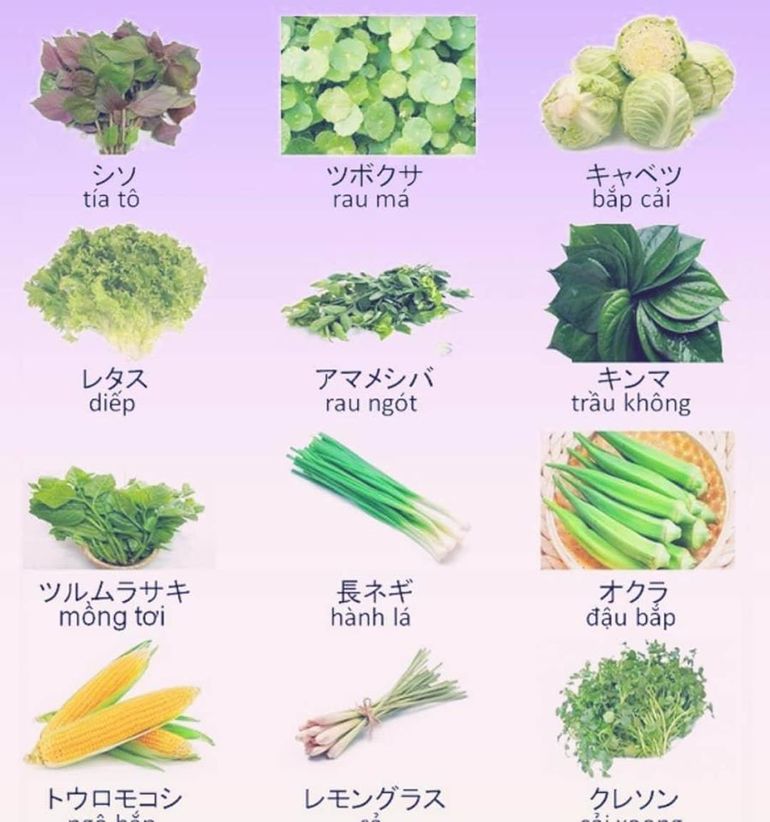 シソ ツボクサ キャベツ
tía tô rau má bắp cải
レタス アマメシバ キンマ
diếp rau ngót trầu không
ツルムラサキ 長ネギ オクラ
mồng tơi hành lá đậu bắp
トウロモコシ レモングラス クレソン